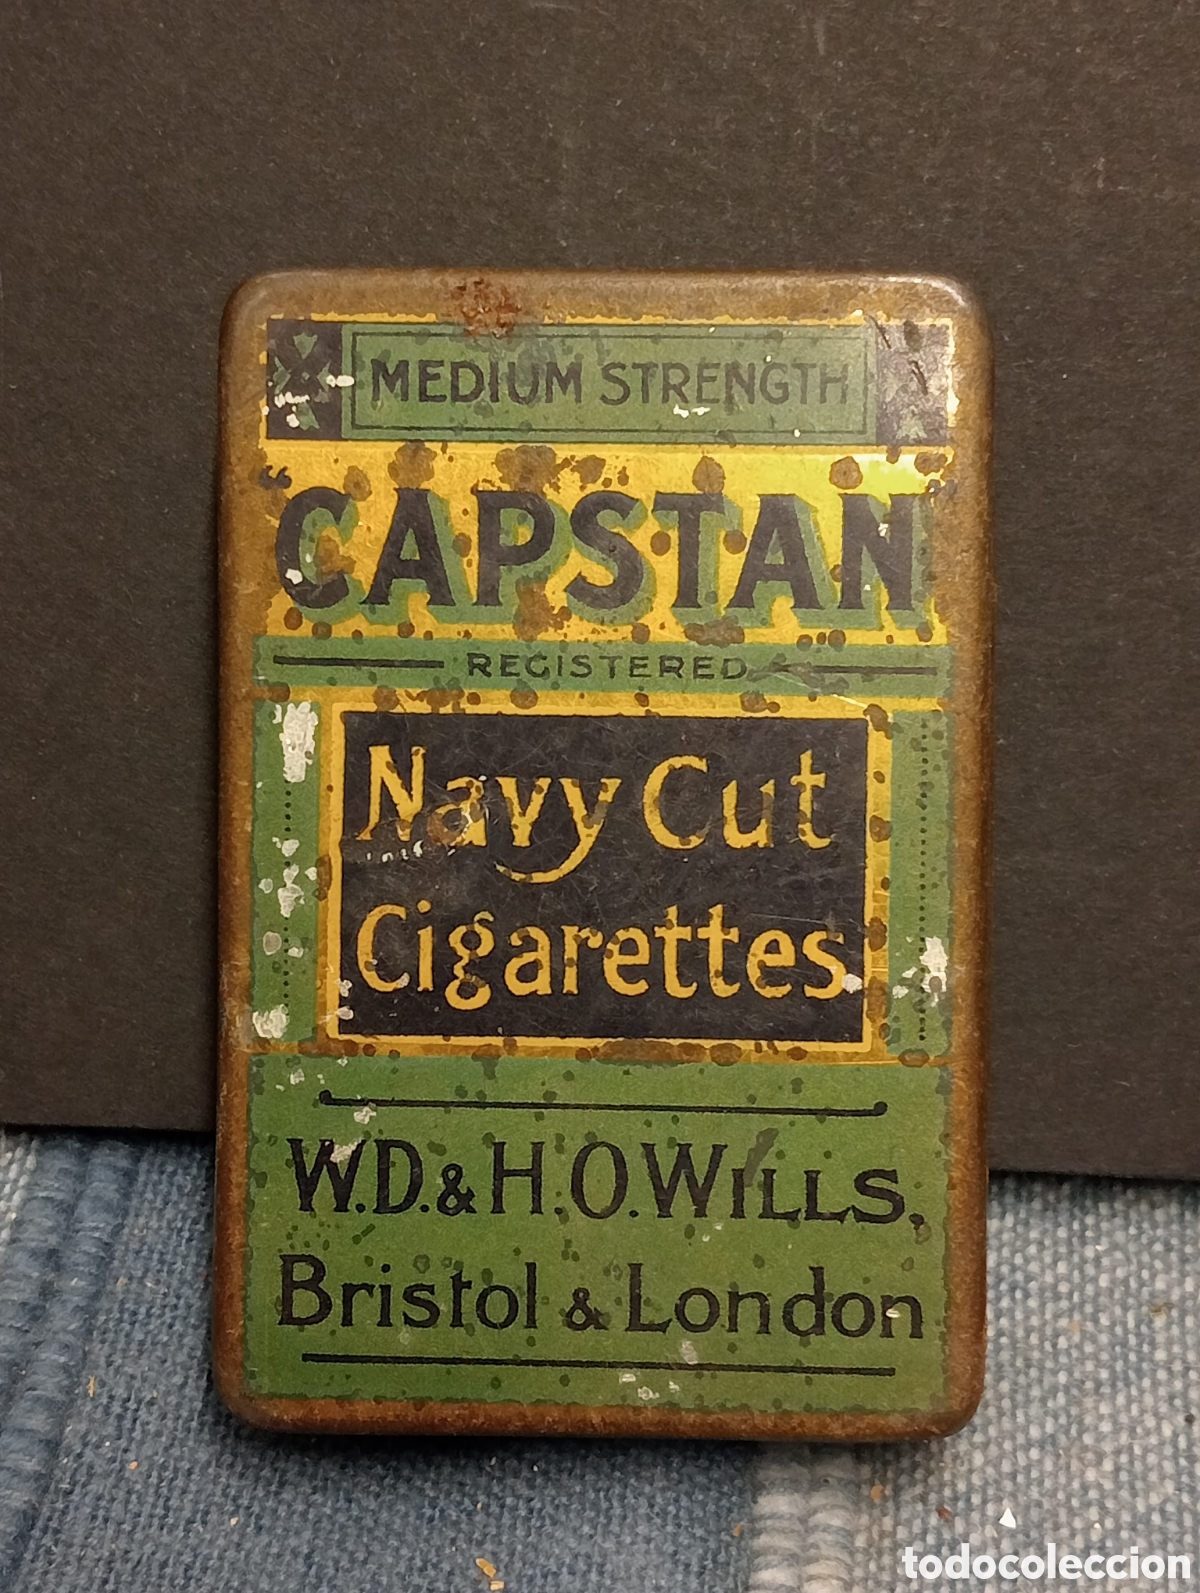 MEDIUM STRENGTH
"CAPSTAN"
REGISTERED
Navy Cut
Cigarettes
W.D. & H.O. WILLS,
Bristol & London
todocoleccion